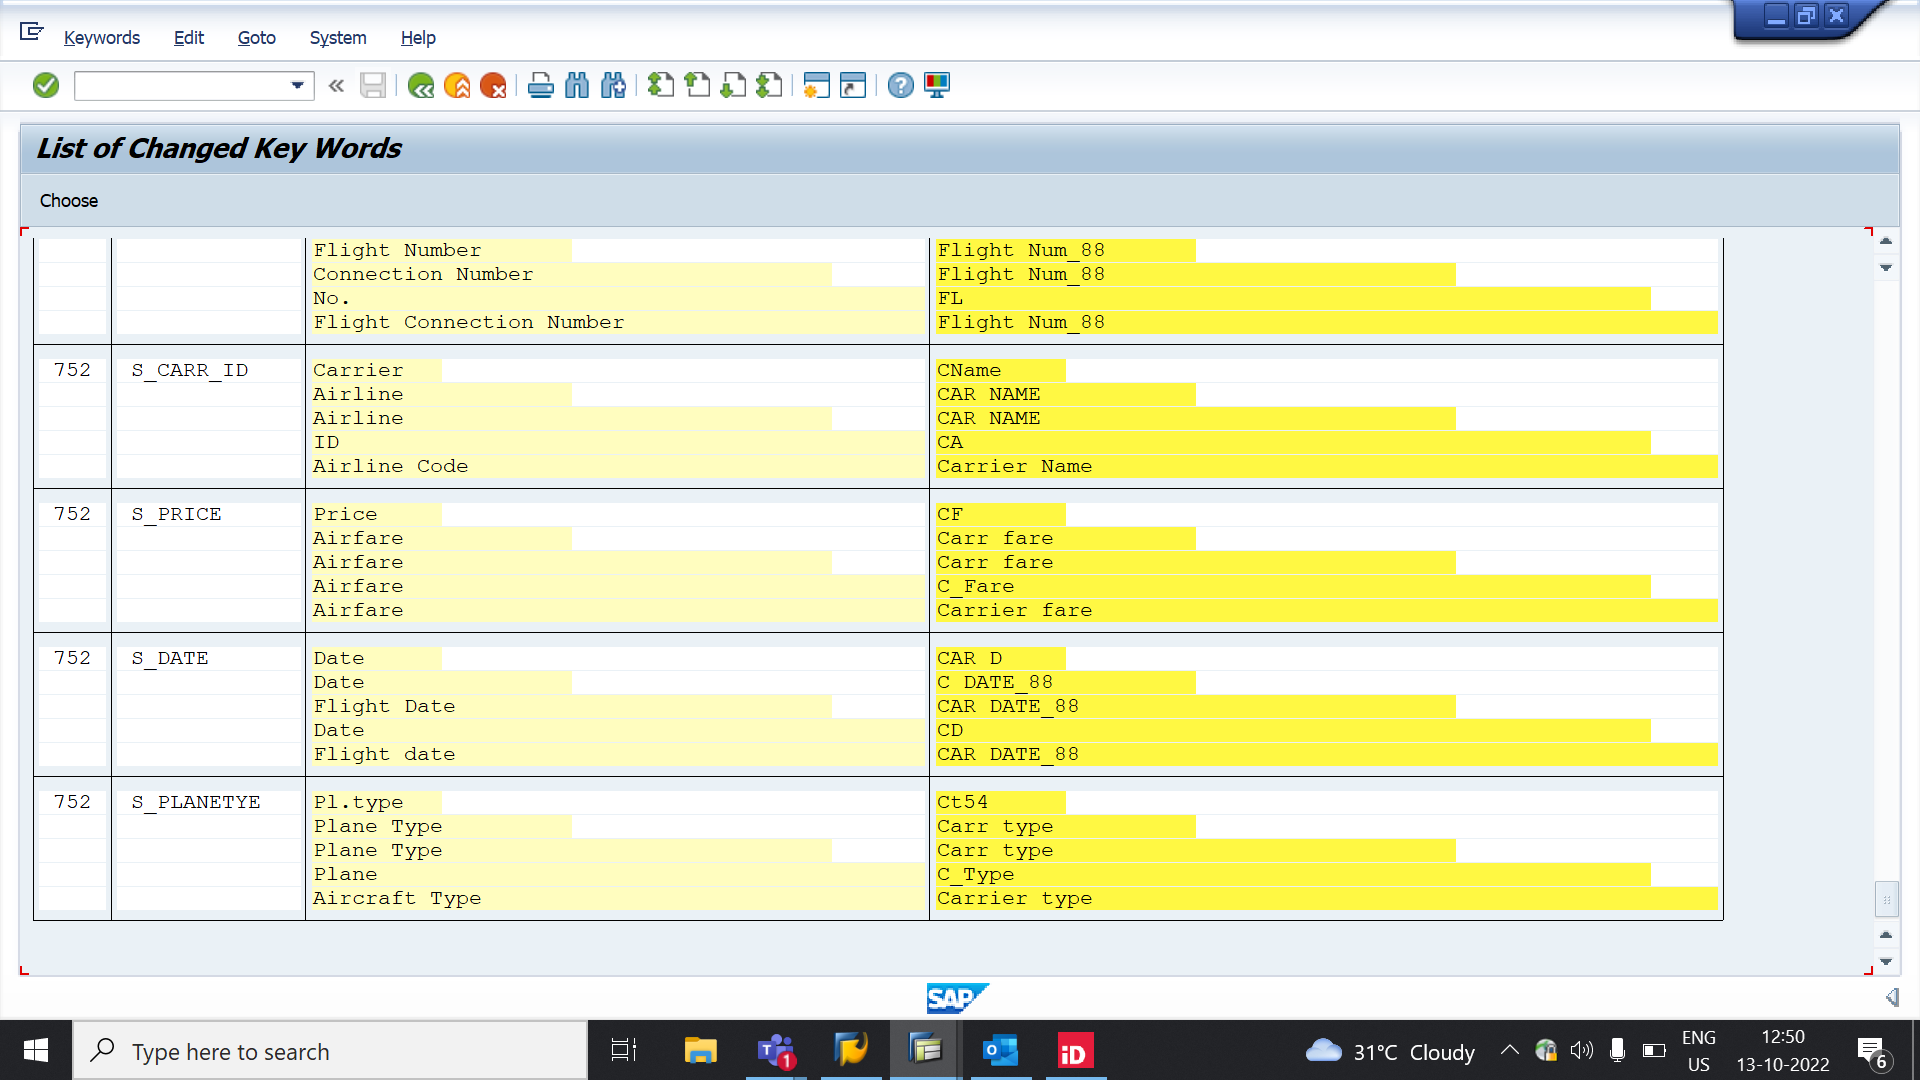 Keywords Edit Goto System Help
List of Changed Key Words
Choose
Flight Number Flight Num_88
Connection Number Flight Num_88
No. FL
Flight Connection Number Flight Num_88
752 S_CARR_ID Carrier CName
Airline CAR NAME
Airline CAR NAME
ID CA
Airline Code Carrier Name
752 S_PRICE Price CF
Airfare Carr fare
Airfare Carr fare
Airfare C_Fare
Airfare Carrier fare
752 S_DATE Date CAR D
Date C DATE_88
Flight Date CAR DATE_88
Date CD
Flight date CAR DATE_88
752 S_PLANETYE Pl.type Ct54
Plane Type Carr type
Plane Type Carr type
Plane C_Type
Aircraft Type Carrier type
SAP
Type here to search
T 1
O
iD
31°C Cloudy
ENG
US
12:50
13-10-2022
6